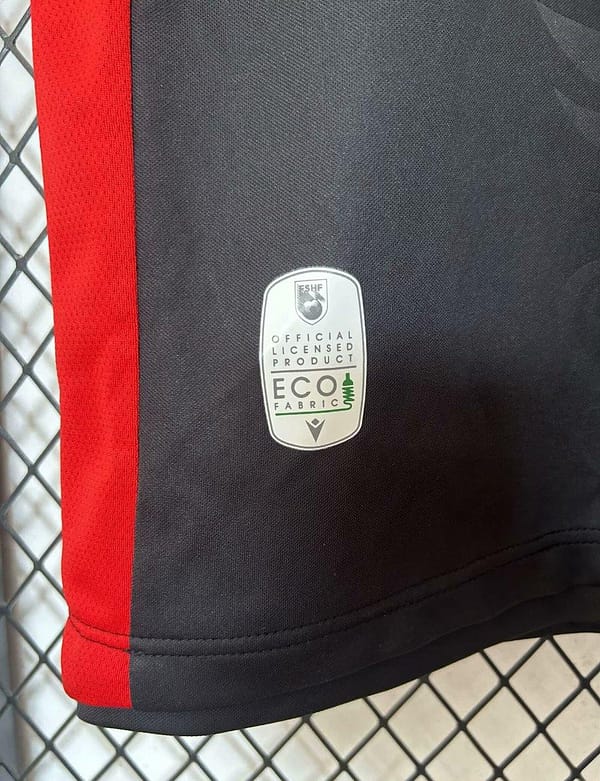 FSHF
OFFICIAL
LICENSED
PRODUCT
ECO
FABRIC